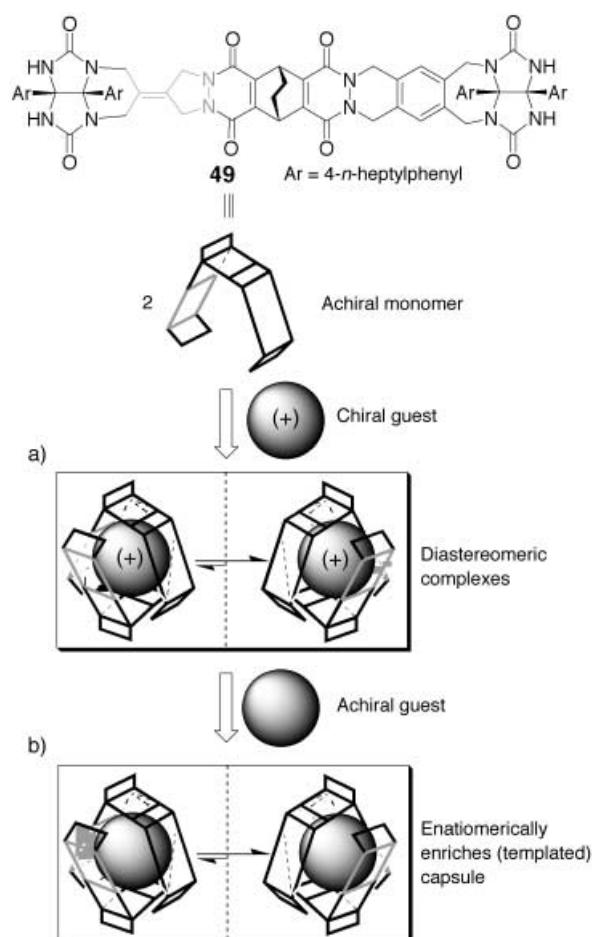 O O
O O
HN N N NH
N N
Ar Ar Ar Ar
N N
HN N N NH
O O
O O
49 Ar = 4-n-heptylphenyl
2 Achiral monomer
(+) Chiral guest
a)
(+) (+)
Diastereomeric
complexes
Achiral guest
b)
Enatiomerically
enriches (templated)
capsule